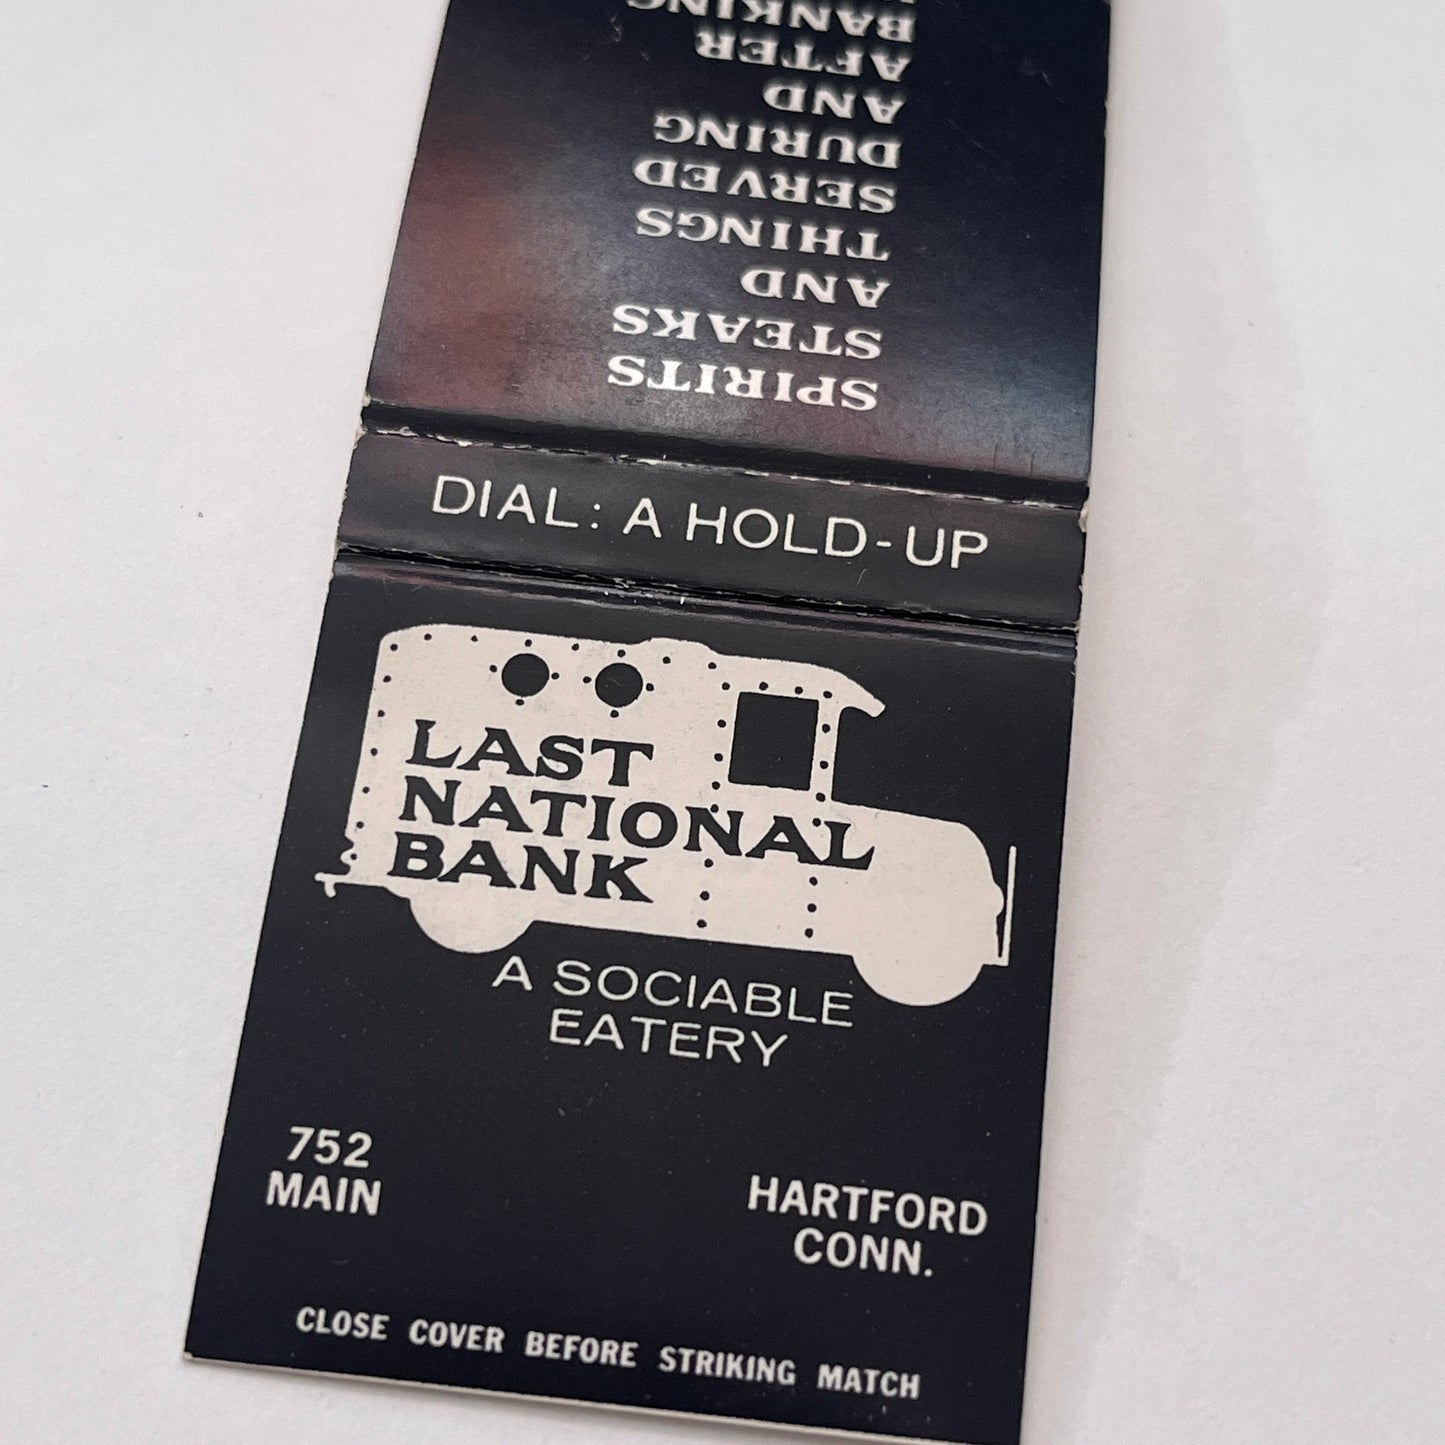 SPIRITS
STEAKS
AND
THINGS
SERVED
DURING
AND
AFTER
BANKING
DIAL: A HOLD-UP
LAST
NATIONAL
BANK
A SOCIABLE
EATERY
752
MAIN
HARTFORD
CONN.
CLOSE COVER BEFORE STRIKING MATCH